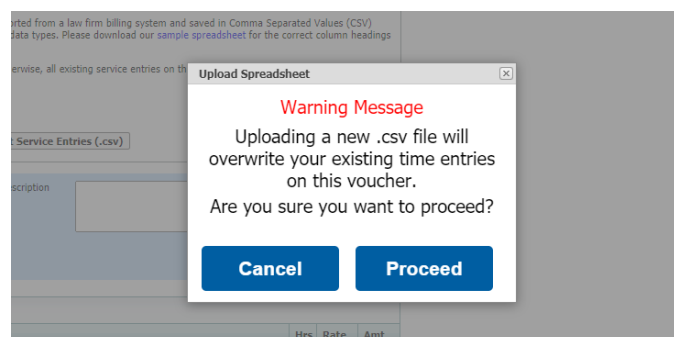 orted from a law firm billing system and saved in Comma Separated Values (CSV)
data types. Please download our sample spreadsheet for the correct column headings
erwise, all existing service entries on th
Upload Spreadsheet
Warning Message
Uploading a new .csv file will
overwrite your existing time entries
on this voucher.
Are you sure you want to proceed?
Cancel Proceed
t Service Entries (.csv)
scription
Hrs Rate Amt